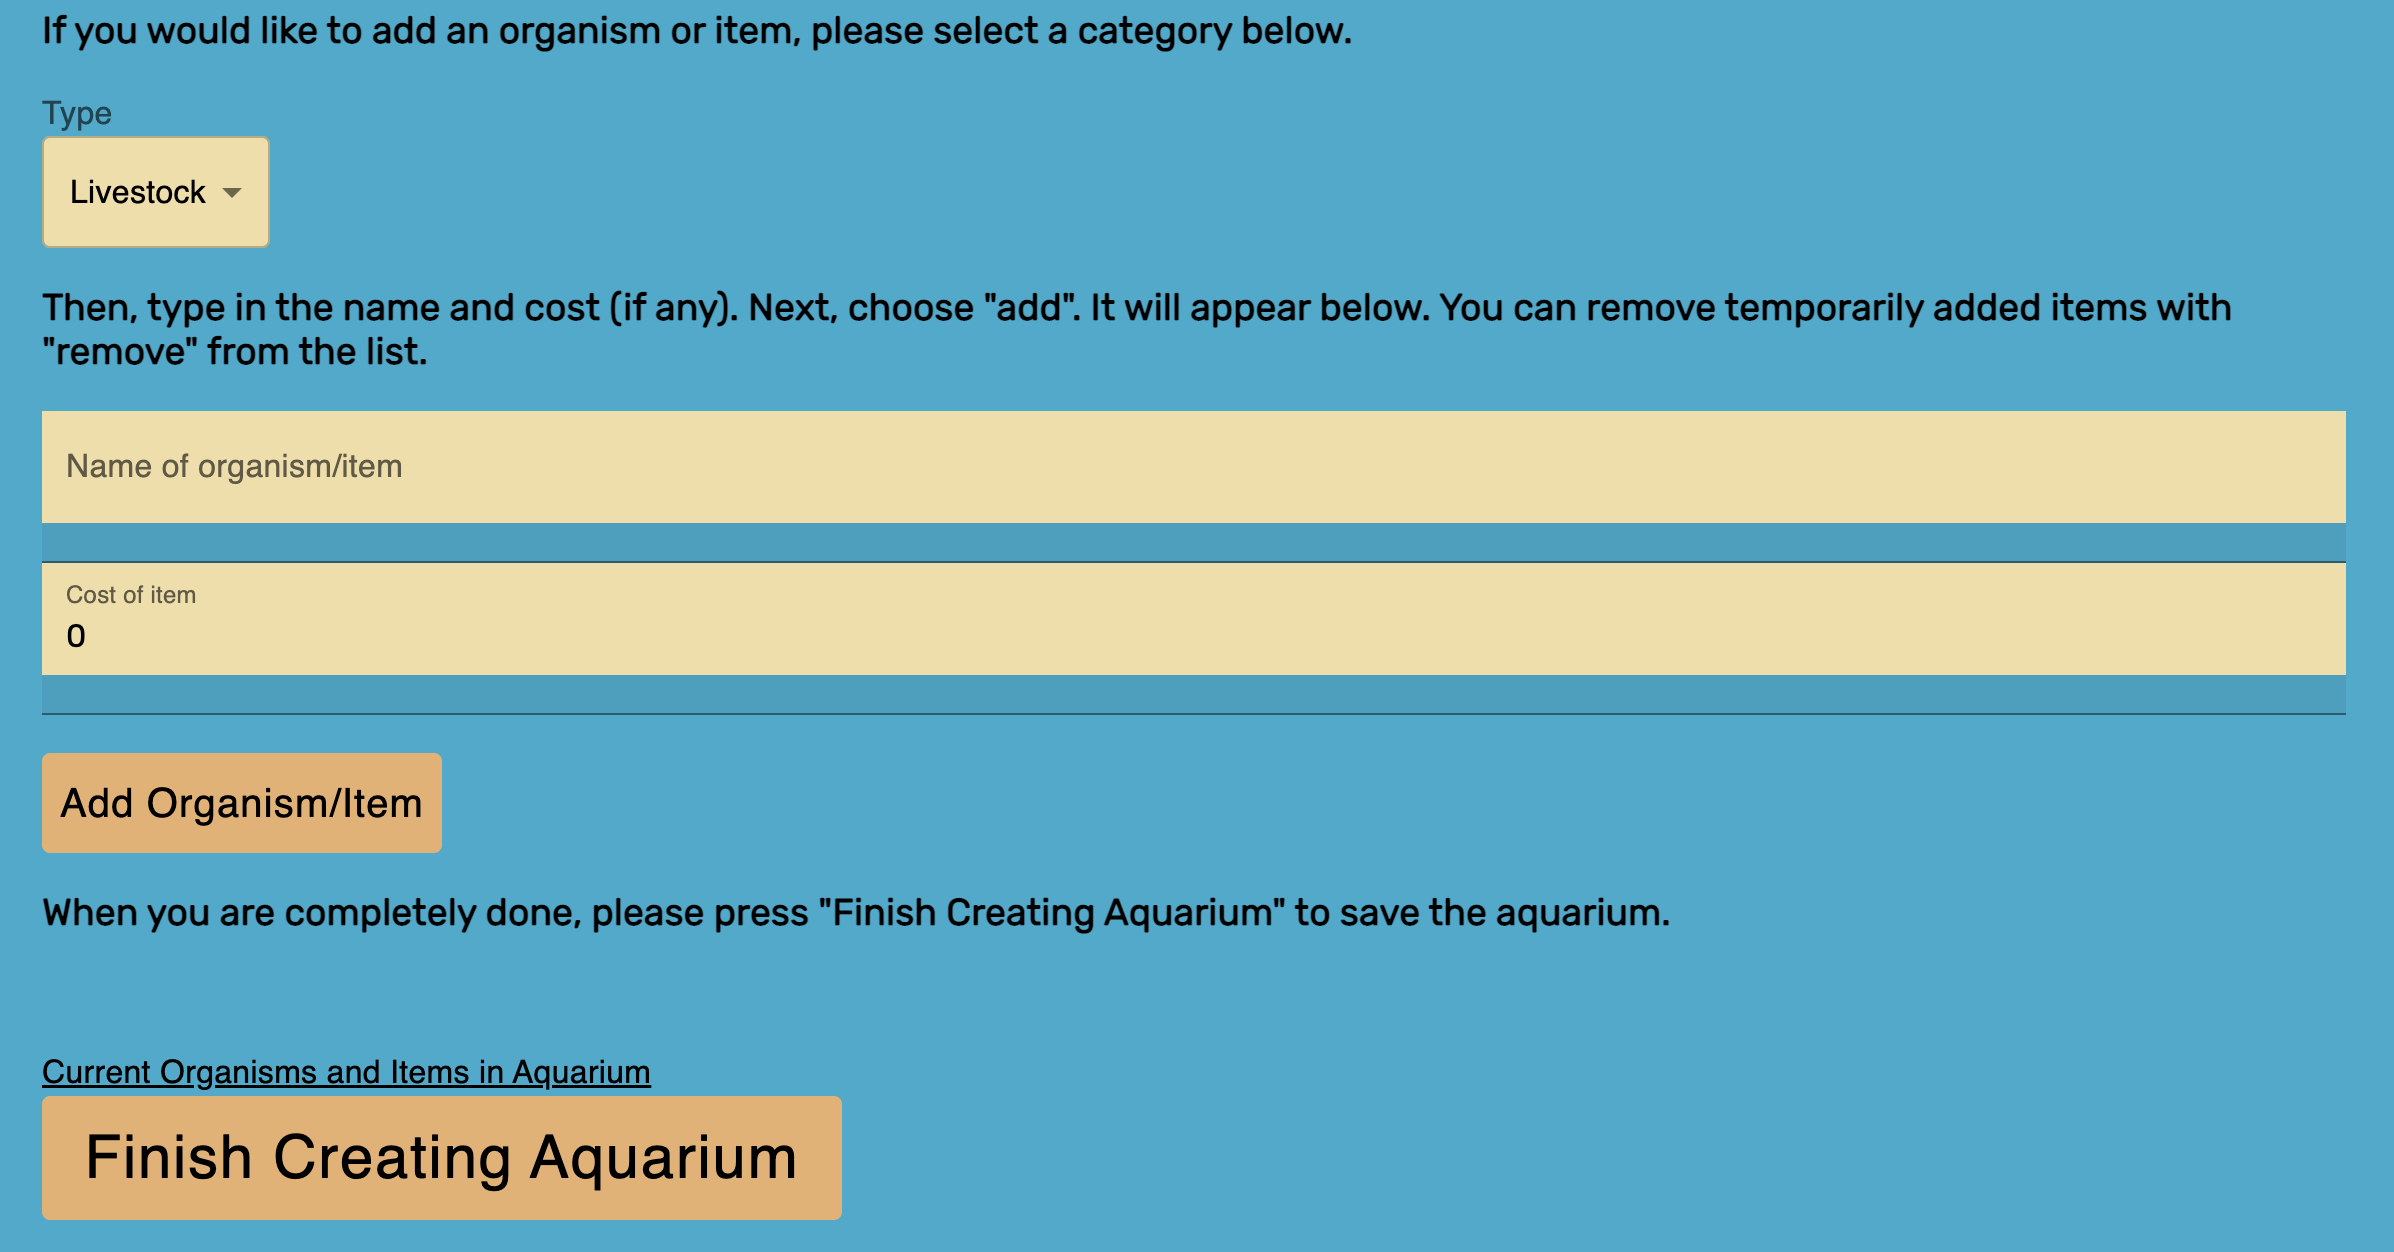 If you would like to add an organism or item, please select a category below.
Type
Livestock
Then, type in the name and cost (if any). Next, choose "add". It will appear below. You can remove temporarily added items with
"remove" from the list.
Name of organism/item
Cost of item
0
Add Organism/Item
When you are completely done, please press "Finish Creating Aquarium" to save the aquarium.
Current Organisms and Items in Aquarium
Finish Creating Aquarium